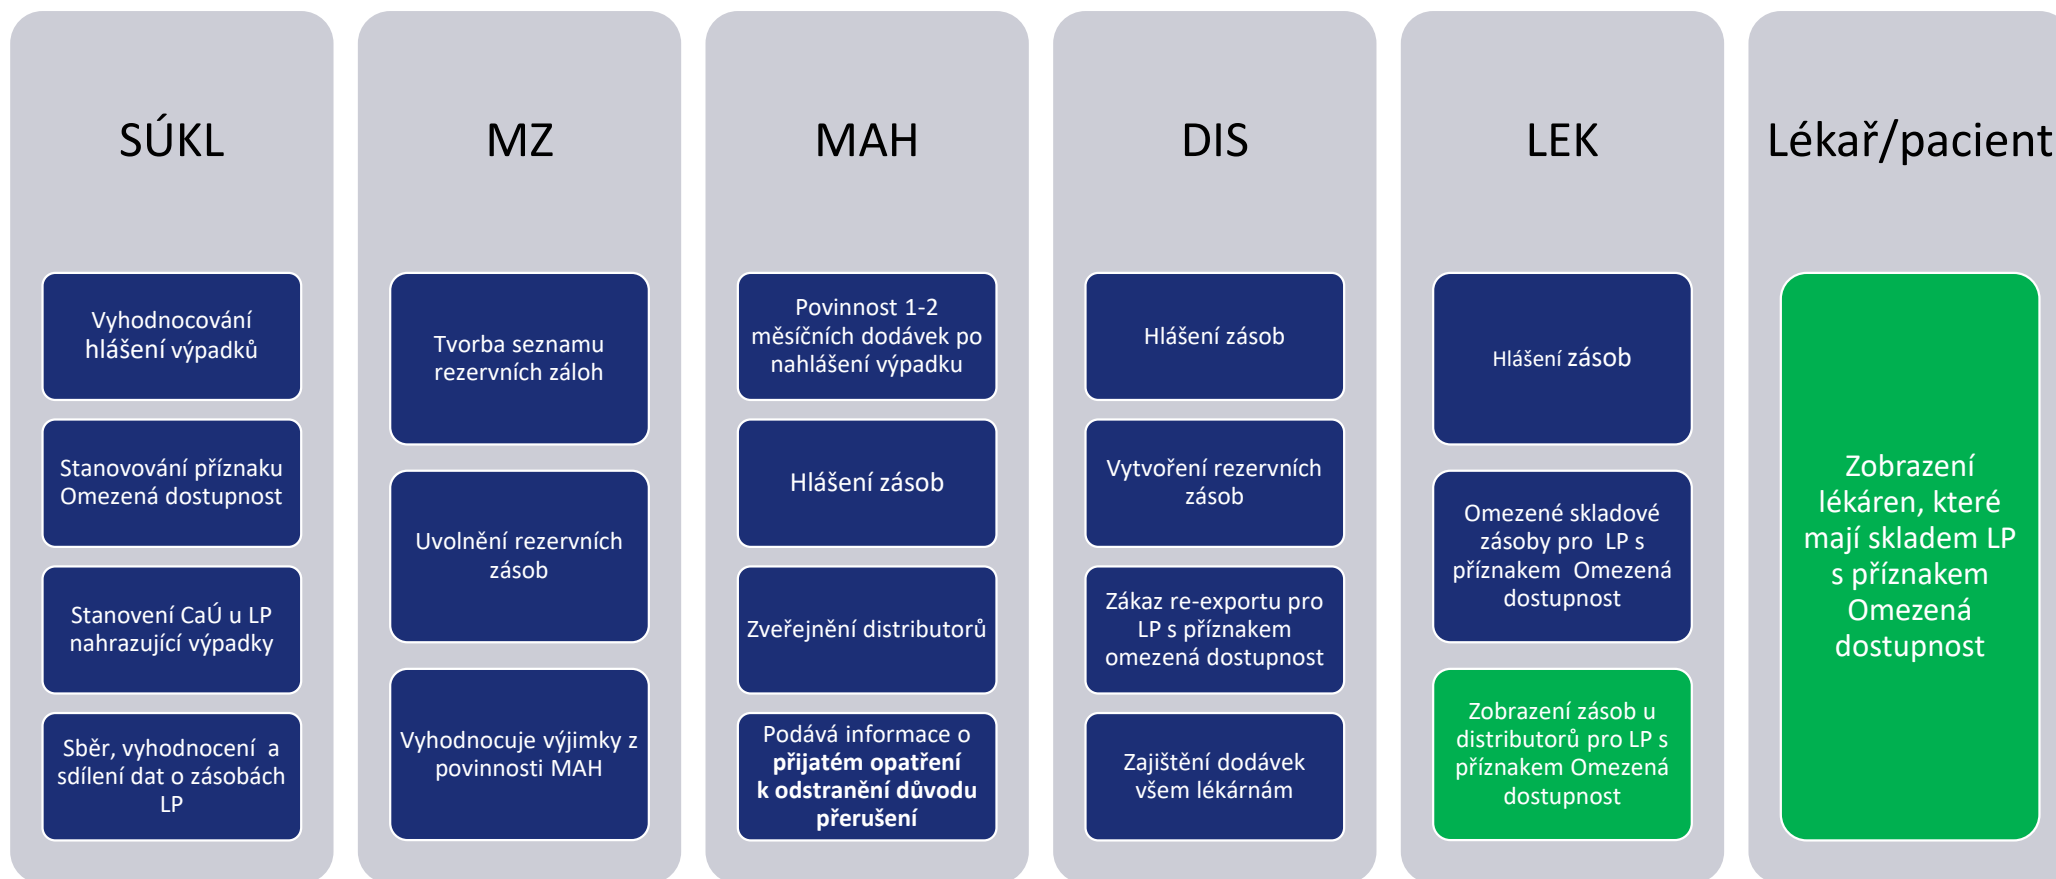 SÚKL
Vyhodnocování
hlášení výpadků
Stanovování příznaku
Omezená dostupnost
Stanovení CaÚ u LP
nahrazující výpadky
Sběr, vyhodnocení a
sdílení dat o zásobách
LP
MZ
Tvorba seznamu
rezervních záloh
Uvolnění rezervních
zásob
Vyhodnocuje výjimky z
povinnosti MAH
MAH
Povinnost 1-2
měsíčních dodávek po
nahlášení výpadku
Hlášení zásob
Zveřejnění distributorů
Podává informace o
přijatém opatření
k odstranění důvodu
přerušení
DIS
Hlášení zásob
Vytvoření rezervních
zásob
Zákaz re-exportu pro
LP s příznakem
omezená dostupnost
Zajištění dodávek
všem lékárnám
LEK
Hlášení zásob
Omezené skladové
zásoby pro LP s
příznakem Omezená
dostupnost
Zobrazení zásob u
distributorů pro LP s
příznakem Omezená
dostupnost
Lékař/pacient
Zobrazení
lékáren, které
mají skladem LP
s příznakem
Omezená
dostupnost